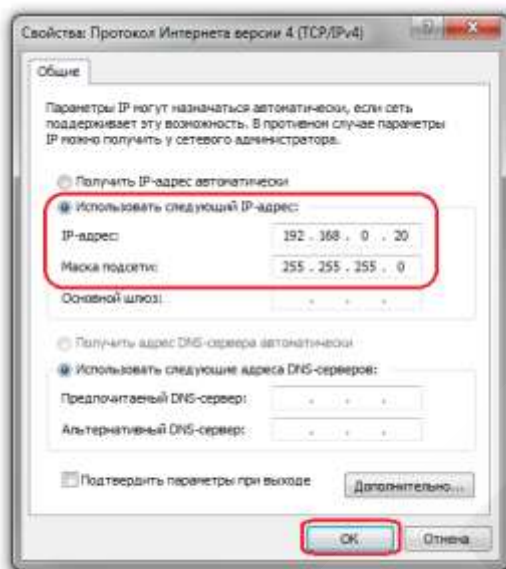 Свойства: Протокол Интернета версии 4 (TCP/IPv4)
Общие
Параметры IP могут назначаться автоматически, если сеть
поддерживает эту возможность. В противном случае параметры
IP можно получить у сетевого администратора.
Получить IP-адрес автоматически
Использовать следующий IP-адрес:
IP-адрес: 192 . 168 . 0 . 20
Маска подсети: 255 . 255 . 255 . 0
Основной шлюз: . . .
Получить адрес DNS-сервера автоматически
Использовать следующие адреса DNS-серверов:
Предпочитаемый DNS-сервер: . . .
Альтернативный DNS-сервер: . . .
Подтвердить параметры при выходе
Дополнительно...
OK Отмена